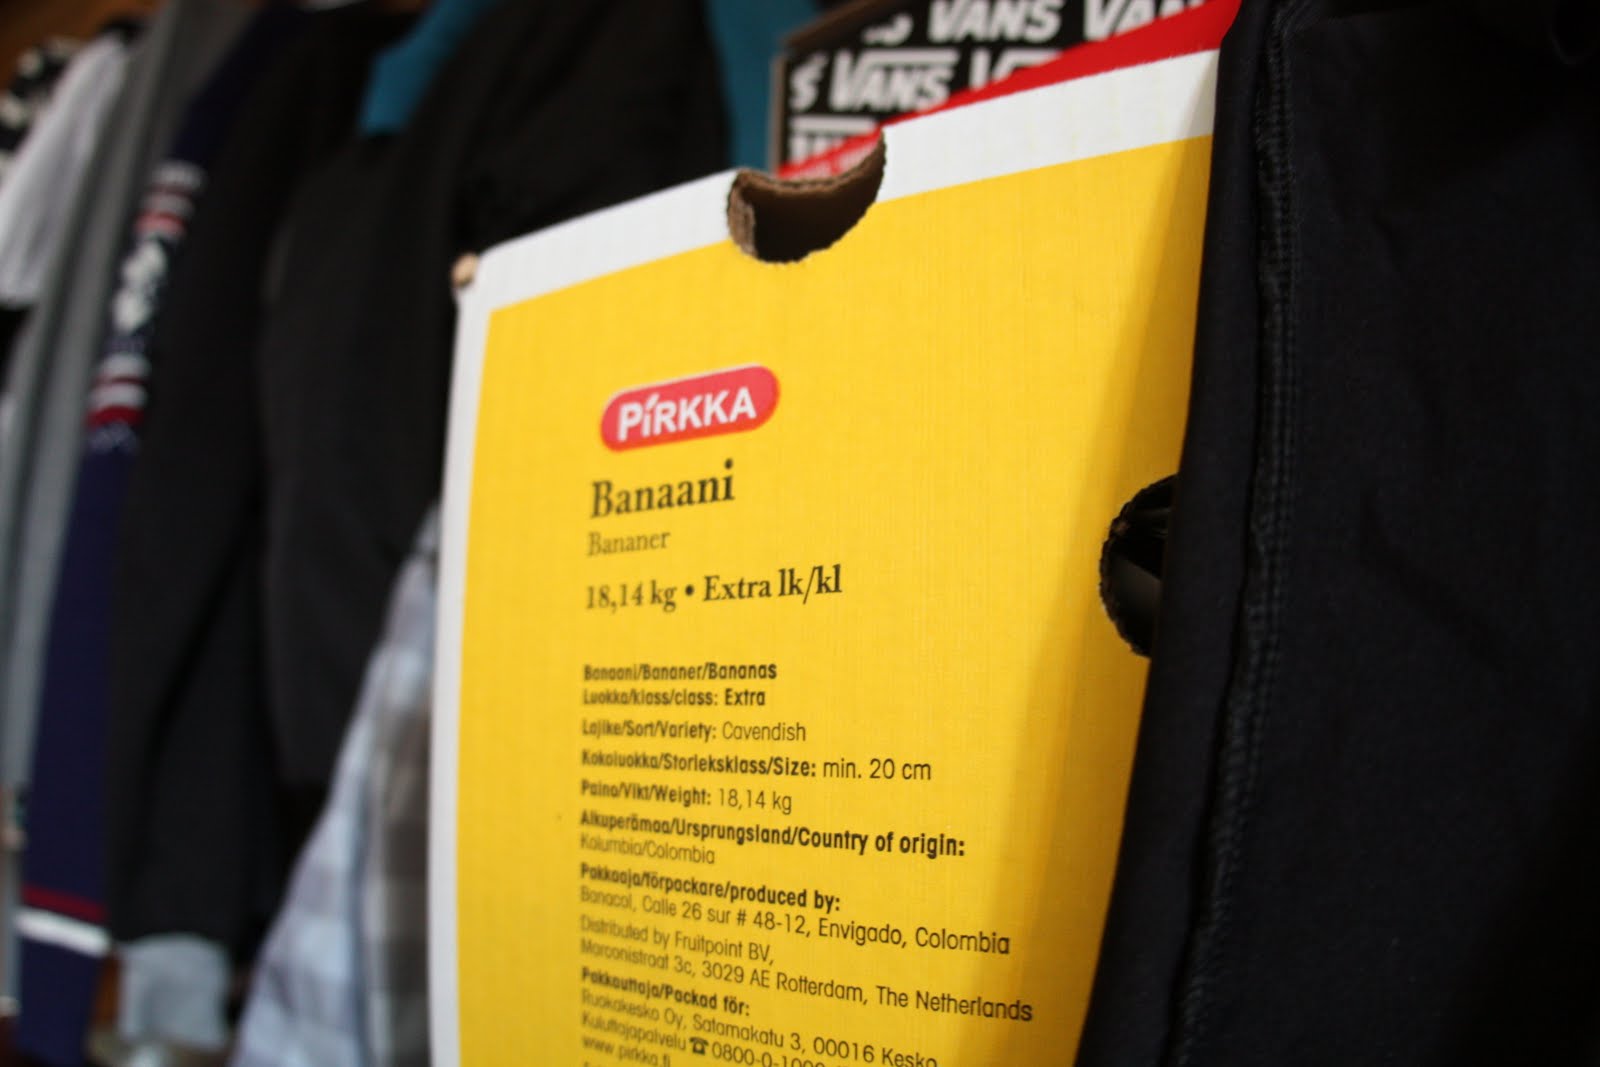 VANS VAN
S VANS V
PIRKKA
Banaani
Bananer
18,14 kg • Extra lk/kl
Banaani/Bananer/Bananas
Luokka/klass/class: Extra
Lajike/Sort/Variety: Cavendish
Kokoluokka/Storleksklass/Size: min. 20 cm
Paino/Vikt/Weight: 18,14 kg
Alkuperämaa/Ursprungsland/Country of origin:
Kolumbia/Colombia
Pakkaaja/förpackare/produced by:
Banacol, Calle 26 sur # 48-12, Envigado, Colombia
Distributed by Fruitpoint BV,
Marconistraat 3c, 3029 AE Rotterdam, The Netherlands
Pakkauttaja/Packad för:
Ruokakesko Oy, Satamakatu 3, 00016 Kesko
Kuluttajapalvelu ☎ 0800-0-1000
www.pirkka.fi